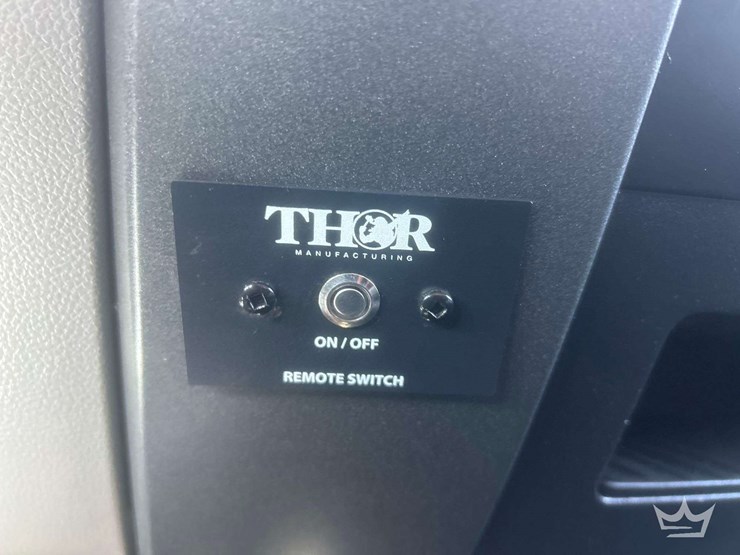 THOR
MANUFACTURING
ON / OFF
REMOTE SWITCH